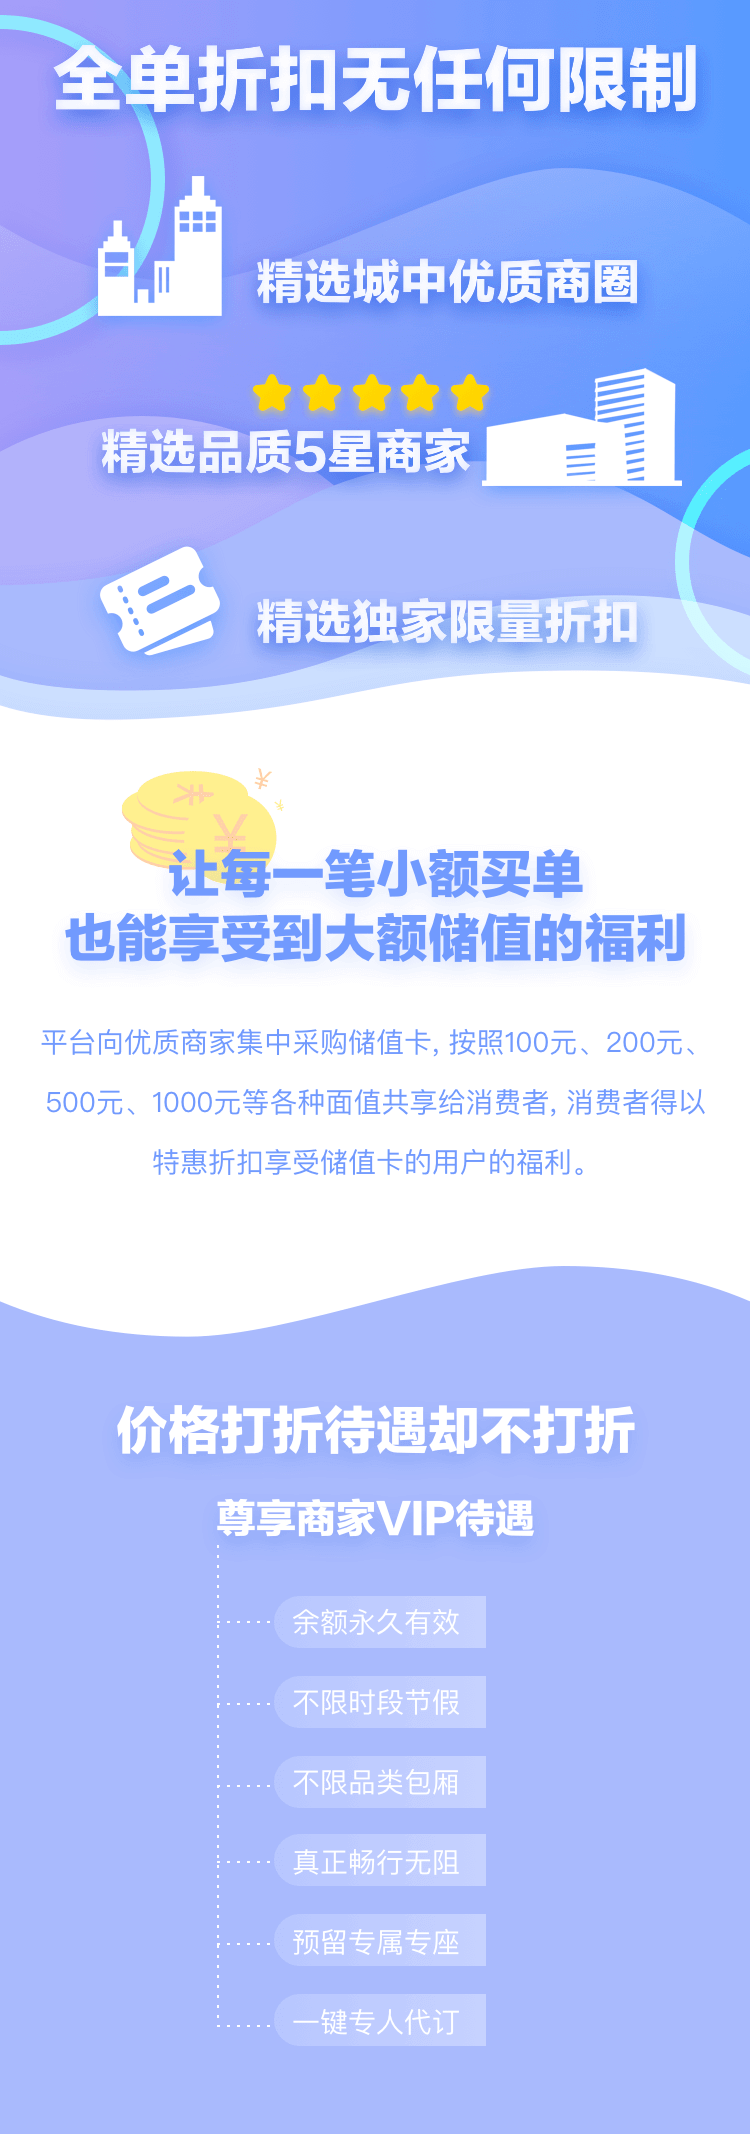 全单折扣无任何限制
精选城中优质商圈
精选品质5星商家
精选独家限量折扣
¥
¥
¥
¥
让每一笔小额买单
也能享受到大额储值的福利
平台向优质商家集中采购储值卡, 按照100元、200元、
500元、1000元等各种面值共享给消费者, 消费者得以
特惠折扣享受储值卡的用户的福利。
价格打折待遇却不打折
尊享商家VIP待遇
余额永久有效
不限时段节假
不限品类包厢
真正畅行无阻
预留专属专座
一键专人代订